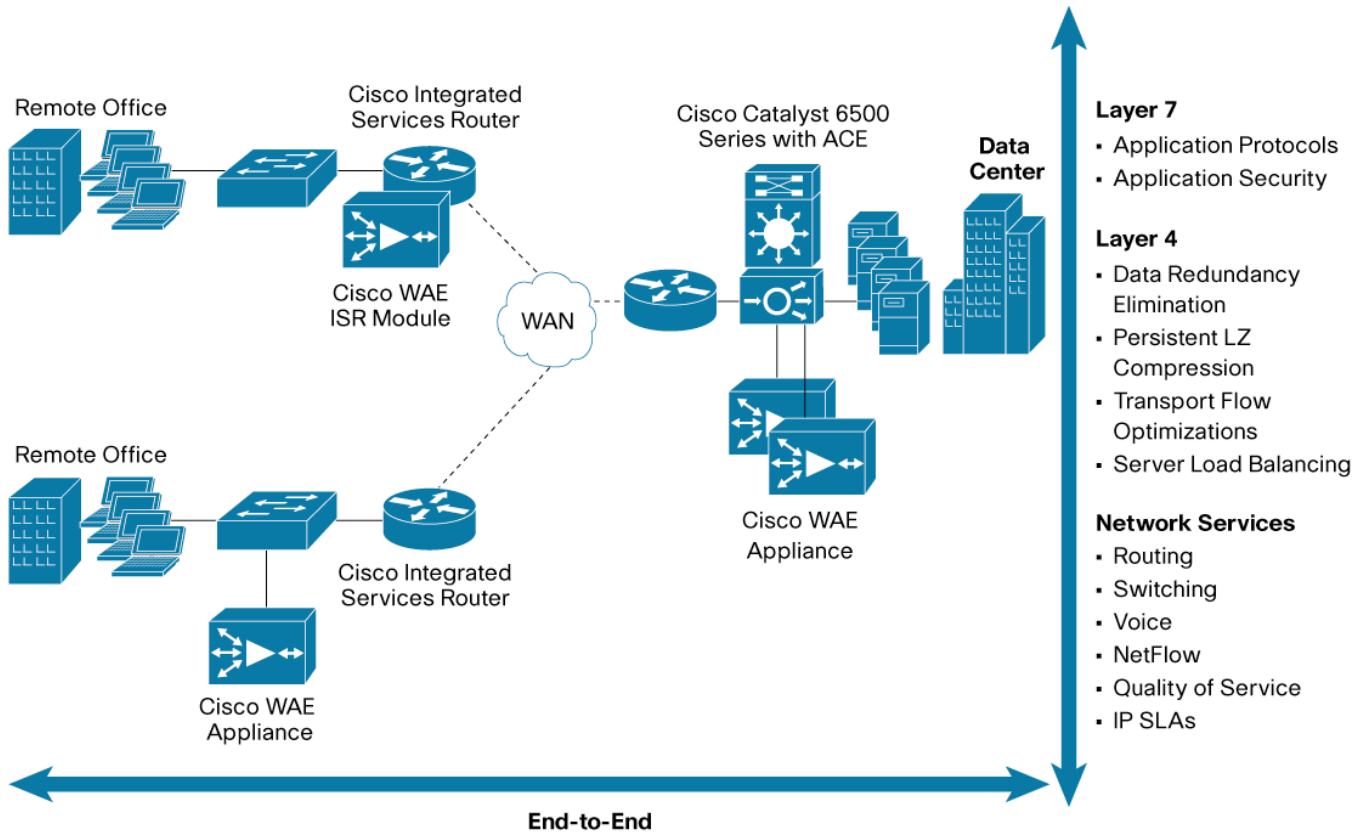 Remote Office
Cisco Integrated
Services Router
Cisco WAE
ISR Module
WAN
Cisco Catalyst 6500
Series with ACE
Data
Center
Cisco WAE
Appliance
Remote Office
Cisco Integrated
Services Router
Cisco WAE
Appliance
End-to-End
Layer 7
▪ Application Protocols
▪ Application Security
Layer 4
▪ Data Redundancy
Elimination
▪ Persistent LZ
Compression
▪ Transport Flow
Optimizations
▪ Server Load Balancing
Network Services
▪ Routing
▪ Switching
▪ Voice
▪ NetFlow
▪ Quality of Service
▪ IP SLAs